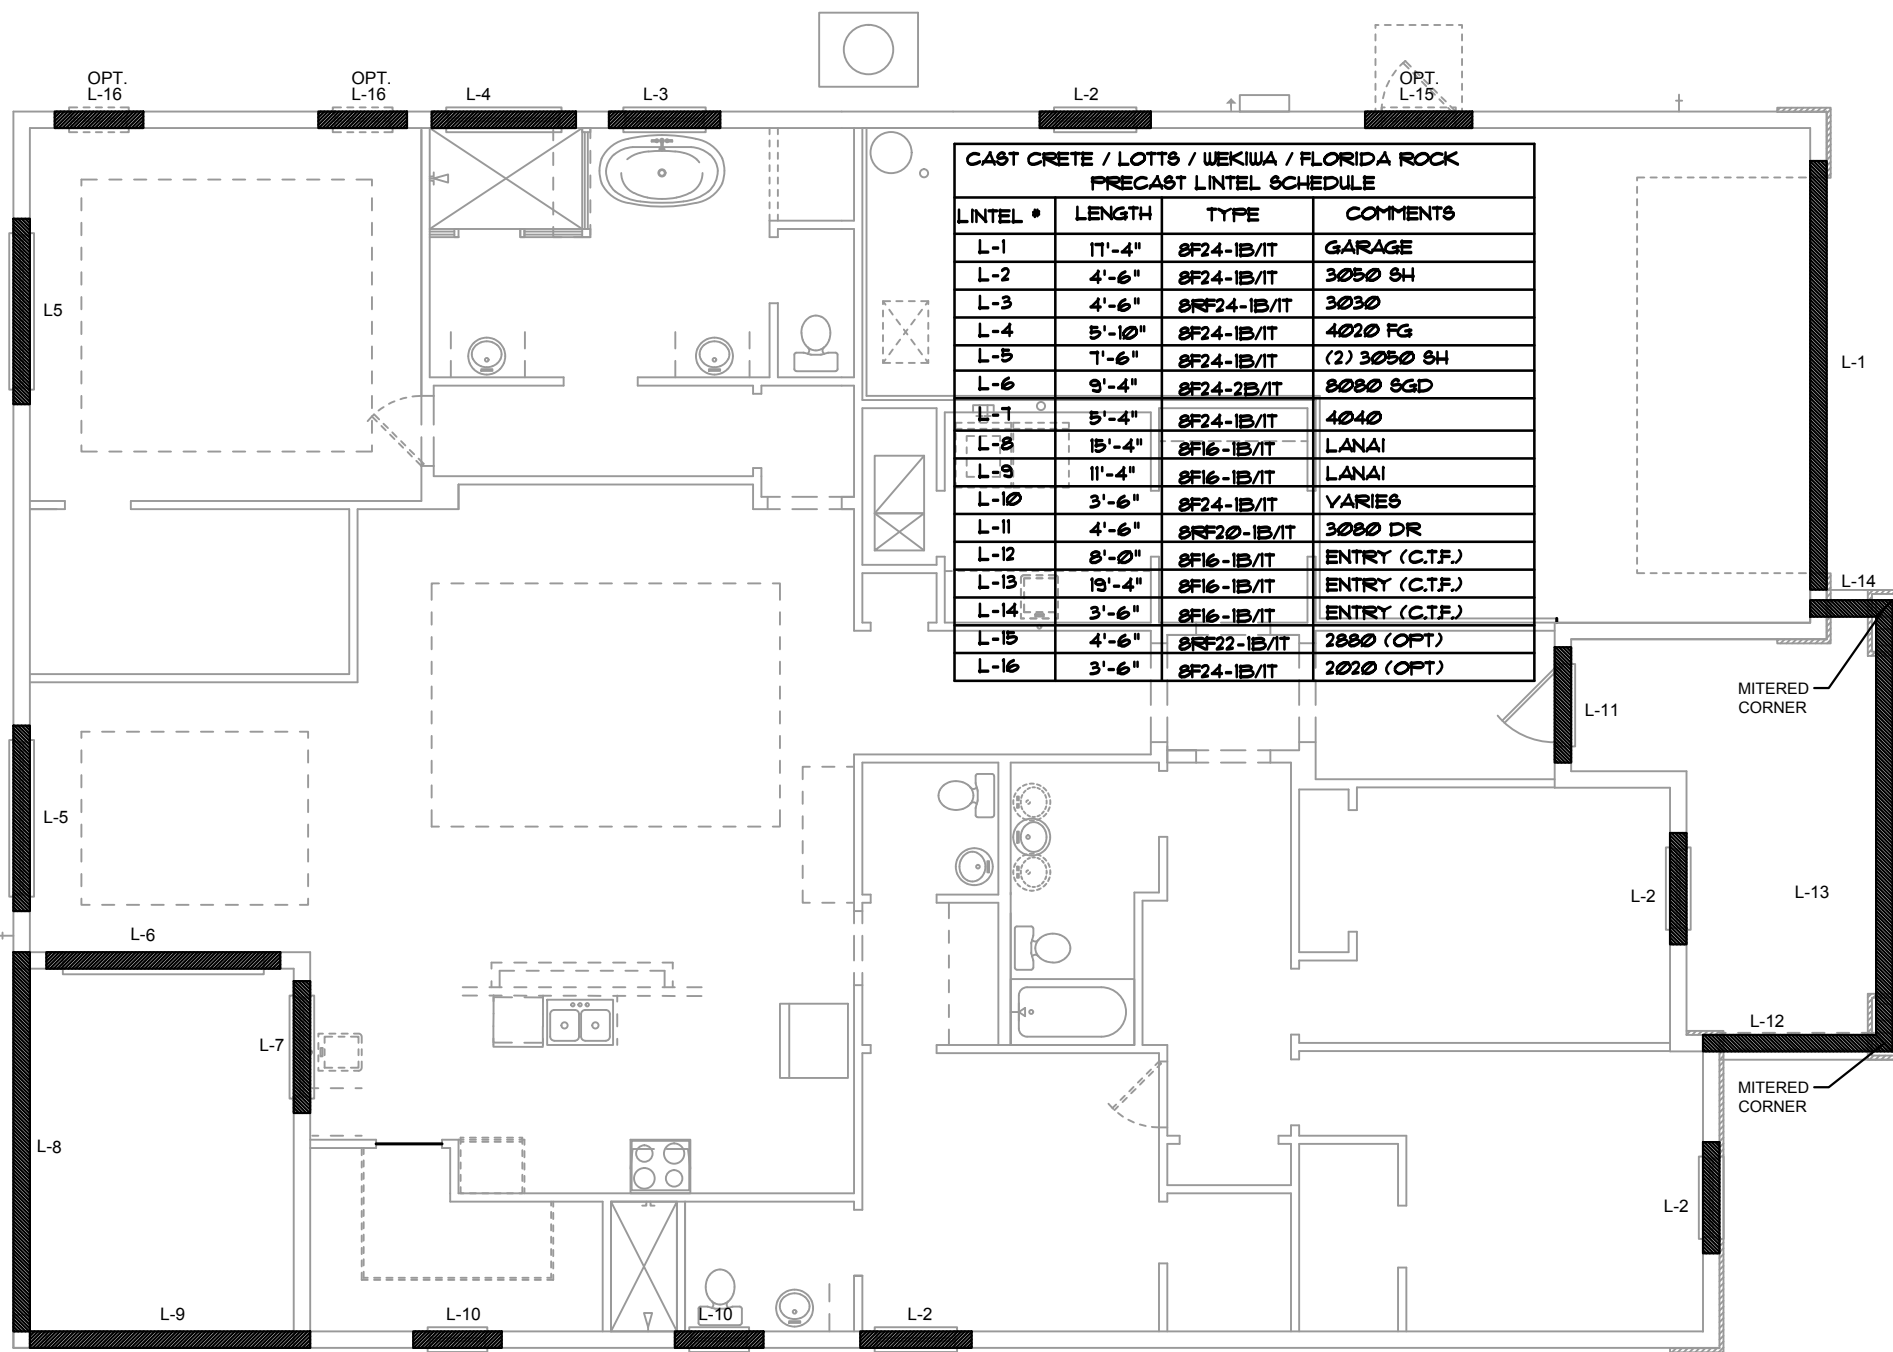 OPT.
L-16
OPT.
L-16
L-4
L-3
L-2
OPT.
L-15
CAST CRETE / LOTTS / WEKIWA / FLORIDA ROCK
PRECAST LINTEL SCHEDULE
LINTEL # LENGTH TYPE COMMENTS
L-1 17'-4" 8F24-1B/1T GARAGE
L-2 4'-6" 8F24-1B/1T 3050 SH
L-3 4'-6" 8RF24-1B/1T 3030
L-4 5'-10" 8F24-1B/1T 4020 FG
L-5 7'-6" 8F24-1B/1T (2) 3050 SH
L-6 9'-4" 8F24-2B/1T 8080 SGD
L-7 5'-4" 8F24-1B/1T 4040
L-8 15'-4" 8F16-1B/1T LANAI
L-9 11'-4" 8F16-1B/1T LANAI
L-10 3'-6" 8F24-1B/1T VARIES
L-11 4'-6" 8RF20-1B/1T 3080 DR
L-12 8'-0" 8F16-1B/1T ENTRY (C.T.F.)
L-13 19'-4" 8F16-1B/1T ENTRY (C.T.F.)
L-14 3'-6" 8F16-1B/1T ENTRY (C.T.F.)
L-15 4'-6" 8RF22-1B/1T 2880 (OPT)
L-16 3'-6" 8F24-1B/1T 2020 (OPT)
L5
L-1
L-14
MITERED
CORNER
L-11
L-5
L-2
L-13
L-6
L-12
L-7
MITERED
CORNER
L-8
L-2
L-9
L-10
L-10
L-2